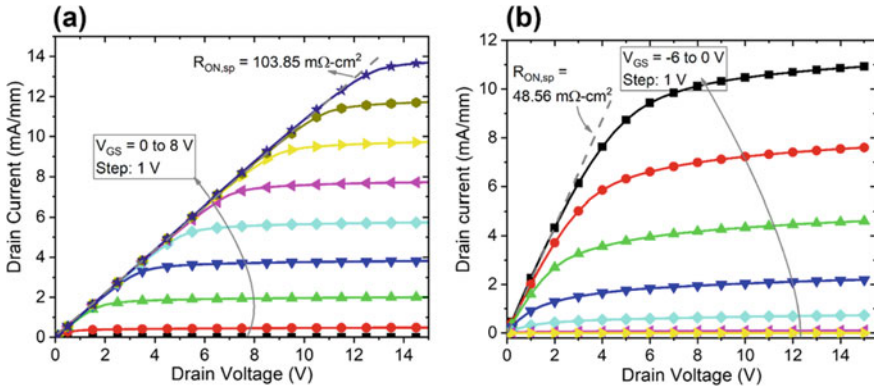 (a)
14
12
10
8
6
4
2
0
Drain Current (mA/mm)
R_ON,sp = 103.85 mΩ-cm²
V_GS = 0 to 8 V
Step: 1 V
0 2 4 6 8 10 12 14
Drain Voltage (V)
(b)
12
10
8
6
4
2
0
Drain current (mA/mm)
R_ON,sp =
48.56 mΩ-cm²
V_GS = -6 to 0 V
Step: 1 V
0 2 4 6 8 10 12 14
Drain Voltage (V)